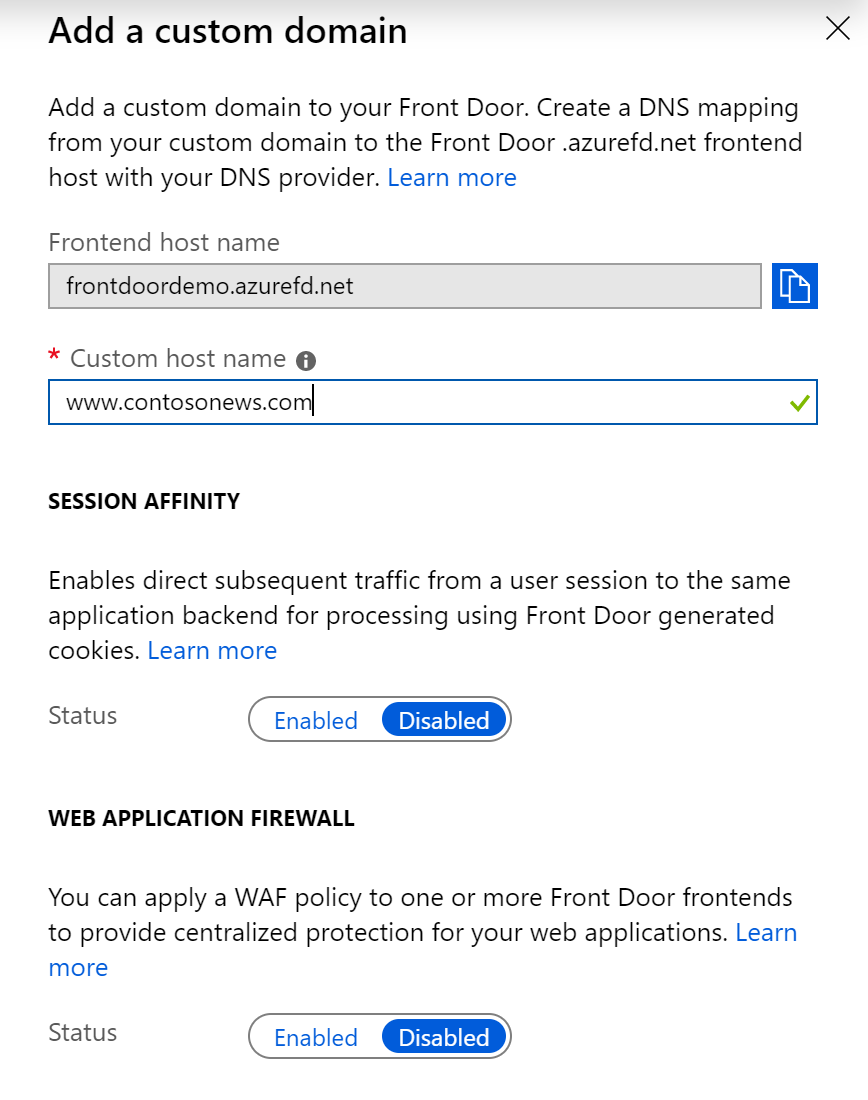 Add a custom domain
Add a custom domain to your Front Door. Create a DNS mapping
from your custom domain to the Front Door .azurefd.net frontend
host with your DNS provider. Learn more
Frontend host name
frontdoordemo.azurefd.net
* Custom host name
www.contosonews.com
SESSION AFFINITY
Enables direct subsequent traffic from a user session to the same
application backend for processing using Front Door generated
cookies. Learn more
Status Enabled Disabled
WEB APPLICATION FIREWALL
You can apply a WAF policy to one or more Front Door frontends
to provide centralized protection for your web applications. Learn
more
Status Enabled Disabled